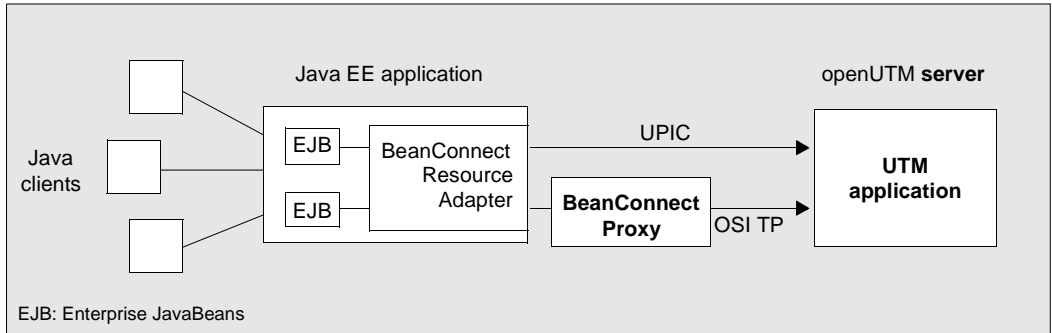 Java EE application
openUTM server
Java
clients
EJB
EJB
BeanConnect
Resource
Adapter
UPIC
BeanConnect
Proxy
OSI TP
UTM
application
EJB: Enterprise JavaBeans